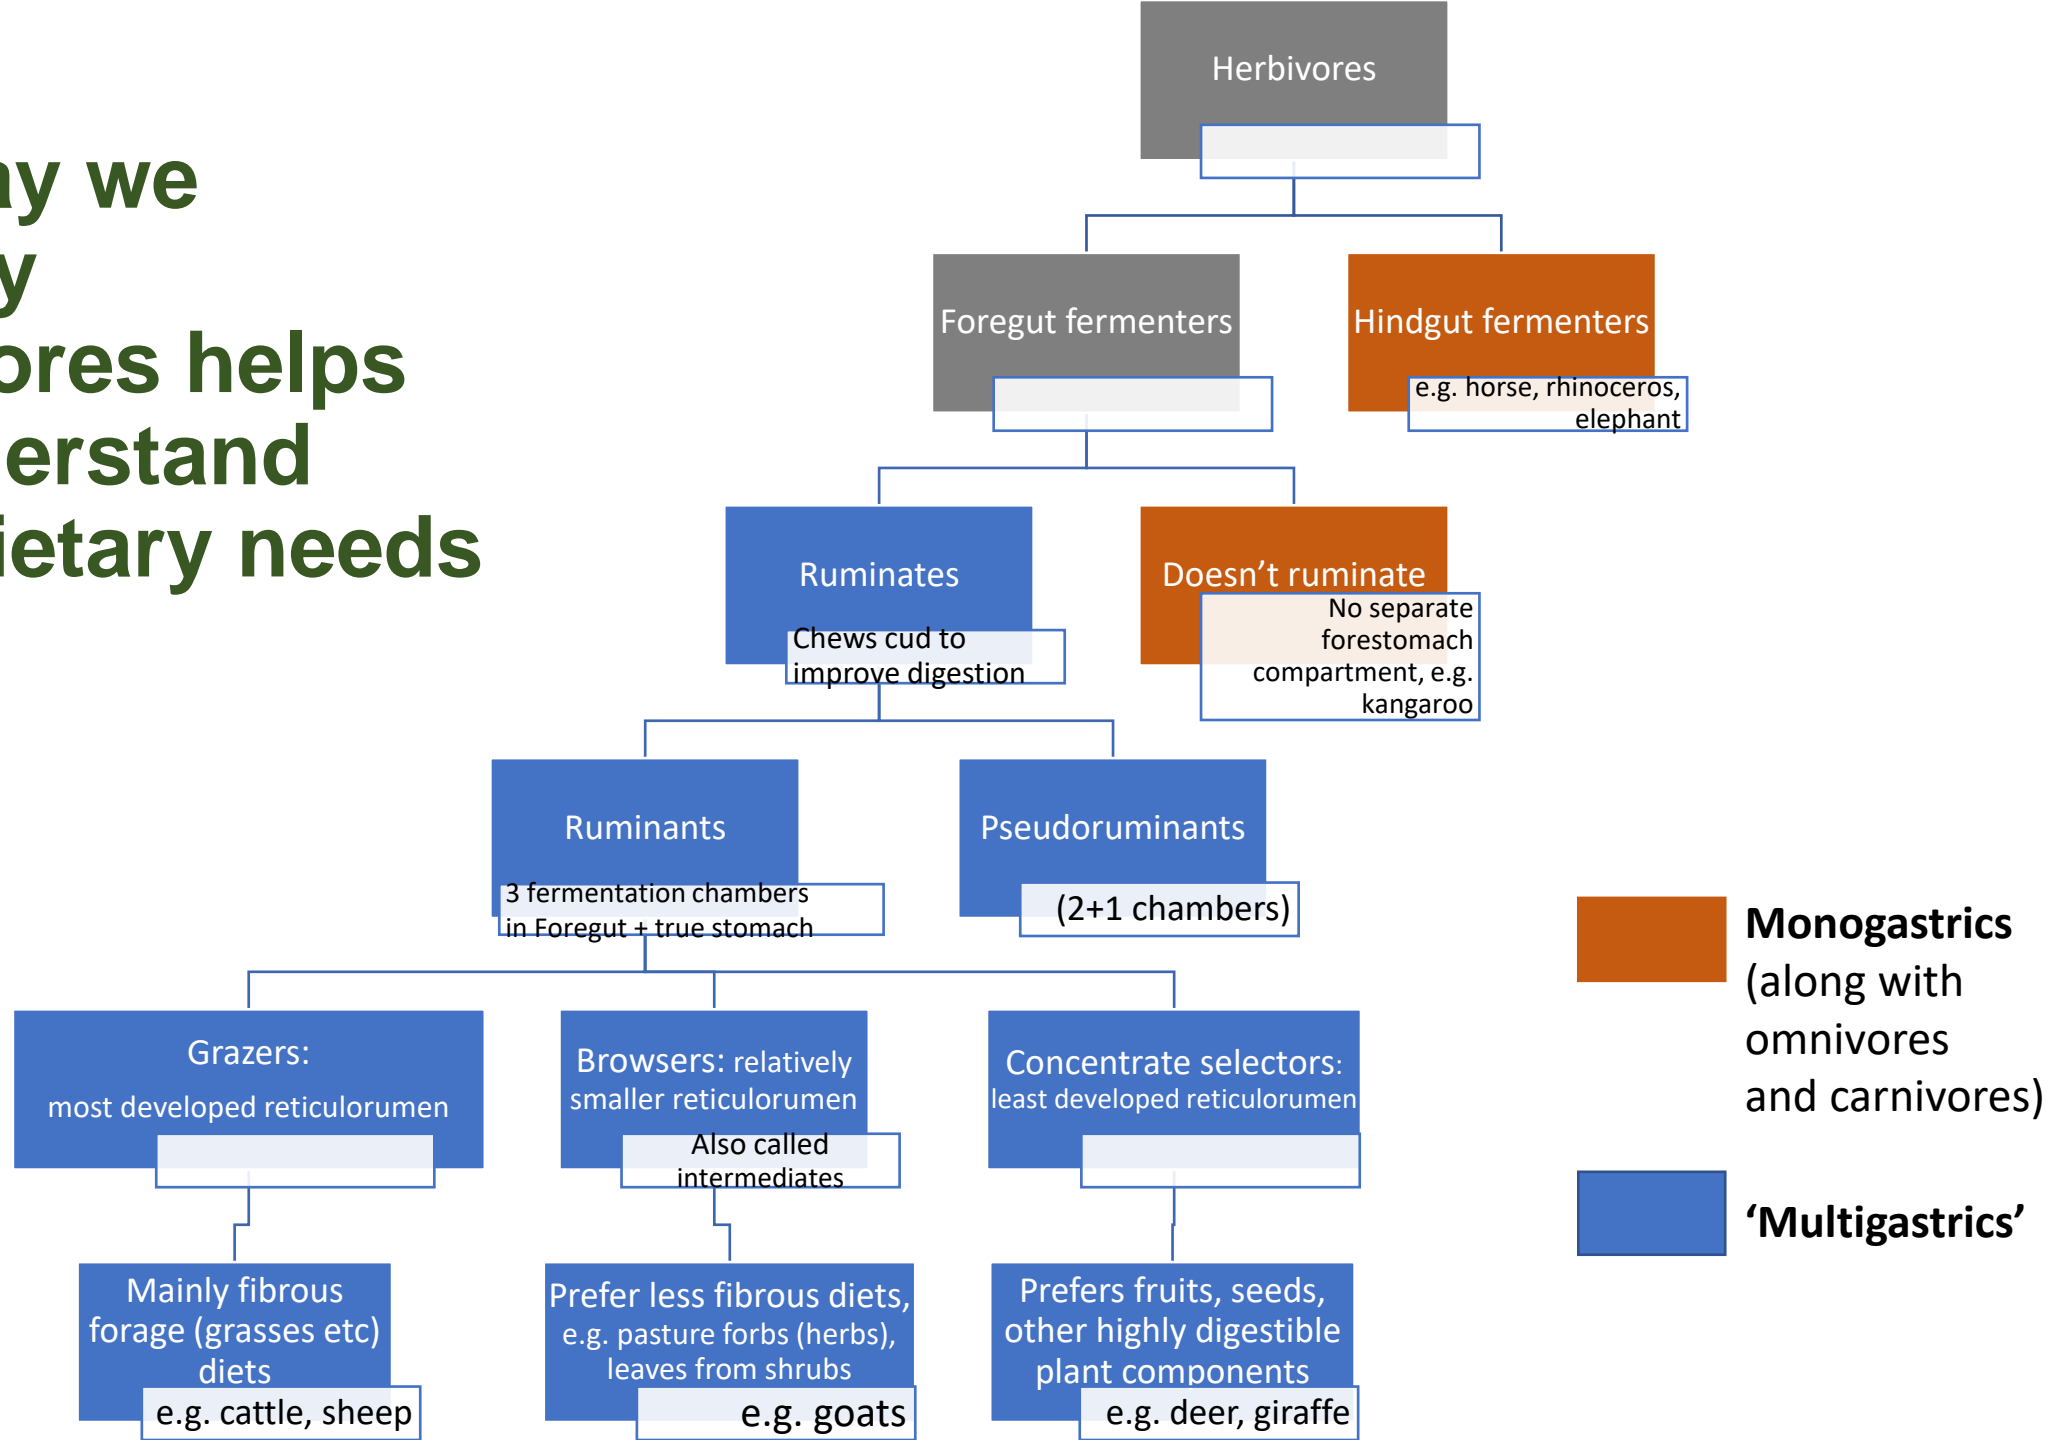 ay we
y
ores helps
erstand
ietary needs
Herbivores
Foregut fermenters
Hindgut fermenters
e.g. horse, rhinoceros,
elephant
Ruminates
Chews cud to
improve digestion
Doesn’t ruminate
No separate
forestomach
compartment, e.g.
kangaroo
Ruminants
3 fermentation chambers
in Foregut + true stomach
Pseudoruminants
(2+1 chambers)
Grazers:
most developed reticulorumen
Browsers: relatively
smaller reticulorumen
Also called
intermediates
Concentrate selectors:
least developed reticulorumen
Mainly fibrous
forage (grasses etc)
diets
e.g. cattle, sheep
Prefer less fibrous diets,
e.g. pasture forbs (herbs),
leaves from shrubs
e.g. goats
Prefers fruits, seeds,
other highly digestible
plant components
e.g. deer, giraffe
Monogastrics
(along with
omnivores
and carnivores)
‘Multigastrics’